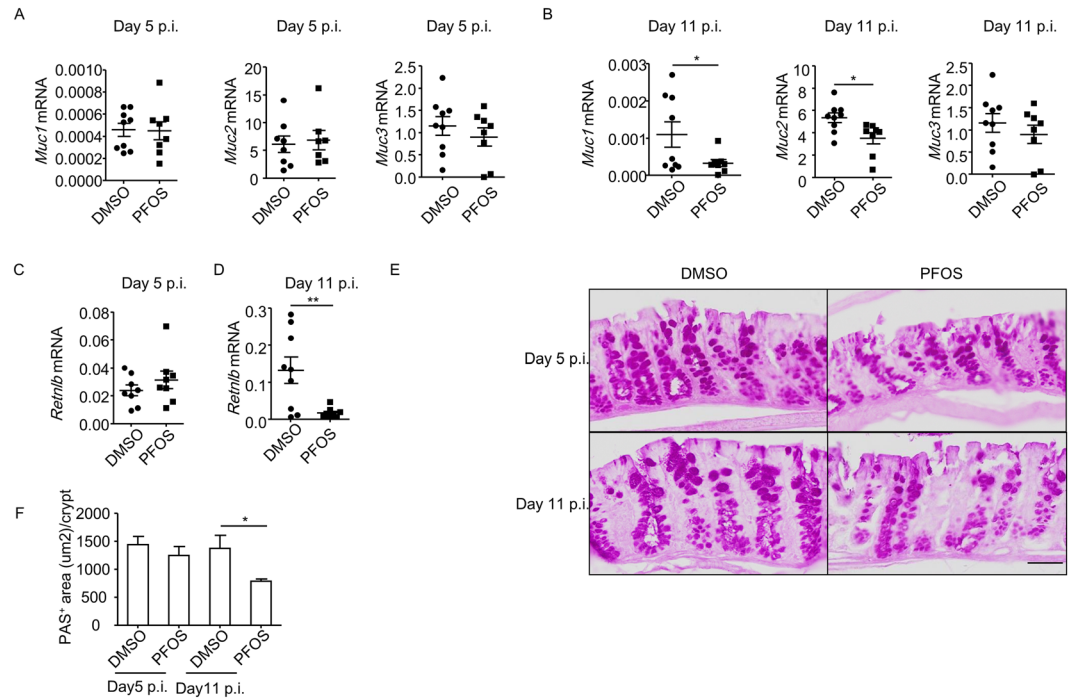 A
Day 5 p.i.
Day 5 p.i.
Day 5 p.i.
Muc1 mRNA
0.0010
0.0008
0.0006
0.0004
0.0002
0.0000
DMSO
PFOS
Muc2 mRNA
20
15
10
5
0
DMSO
PFOS
Muc3 mRNA
2.5
2.0
1.5
1.0
0.5
0.0
DMSO
PFOS
B
Day 11 p.i.
Day 11 p.i.
Day 11 p.i.
Muc1 mRNA
0.003
0.002
0.001
0.000
*
DMSO
PFOS
Muc2 mRNA
10
8
6
4
2
0
*
DMSO
PFOS
Muc3 mRNA
2.5
2.0
1.5
1.0
0.5
0.0
DMSO
PFOS
C
Day 5 p.i.
Retnlb mRNA
0.08
0.06
0.04
0.02
0.00
DMSO
PFOS
D
Day 11 p.i.
Retnlb mRNA
0.3
0.2
0.1
0.0
**
DMSO
PFOS
E
DMSO
PFOS
Day 5 p.i.
Day 11 p.i.
F
PAS+ area (um2)/crypt
2000
1500
1000
500
0
*
DMSO
PFOS
DMSO
PFOS
Day5 p.i.
Day11 p.i.